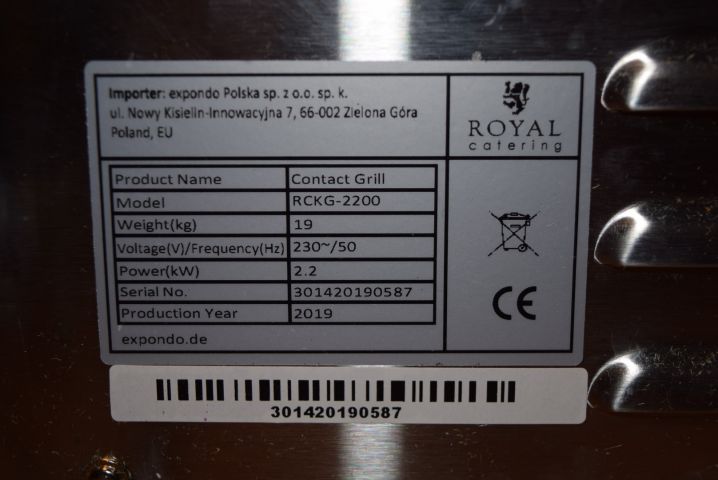 Importer: expondo Polska sp. z o.o. sp. k.
ul. Nowy Kisielin-Innowacyjna 7, 66-002 Zielona Góra
Poland, EU
ROYAL
catering
Product Name Contact Grill
Model RCKG-2200
Weight(kg) 19
Voltage(V)/Frequency(Hz) 230~/50
Power(kW) 2.2
Serial No. 301420190587
Production Year 2019
expondo.de
CE
301420190587